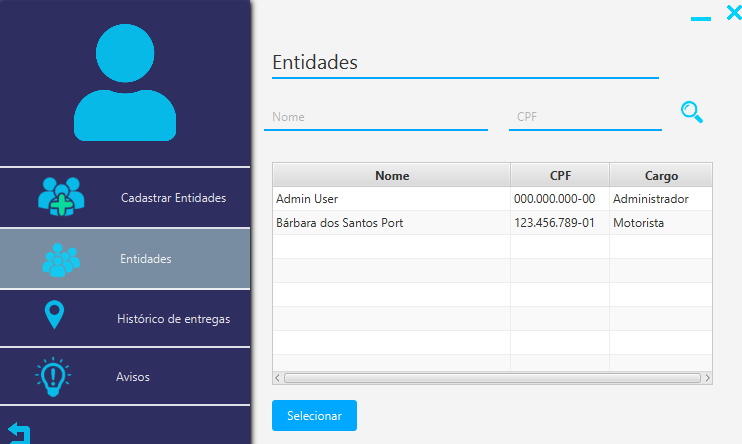 Cadastrar Entidades
Entidades
Histórico de entregas
Avisos
Entidades
Nome CPF
Nome CPF Cargo
Admin User 000.000.000-00 Administrador
Bárbara dos Santos Port 123.456.789-01 Motorista
Selecionar